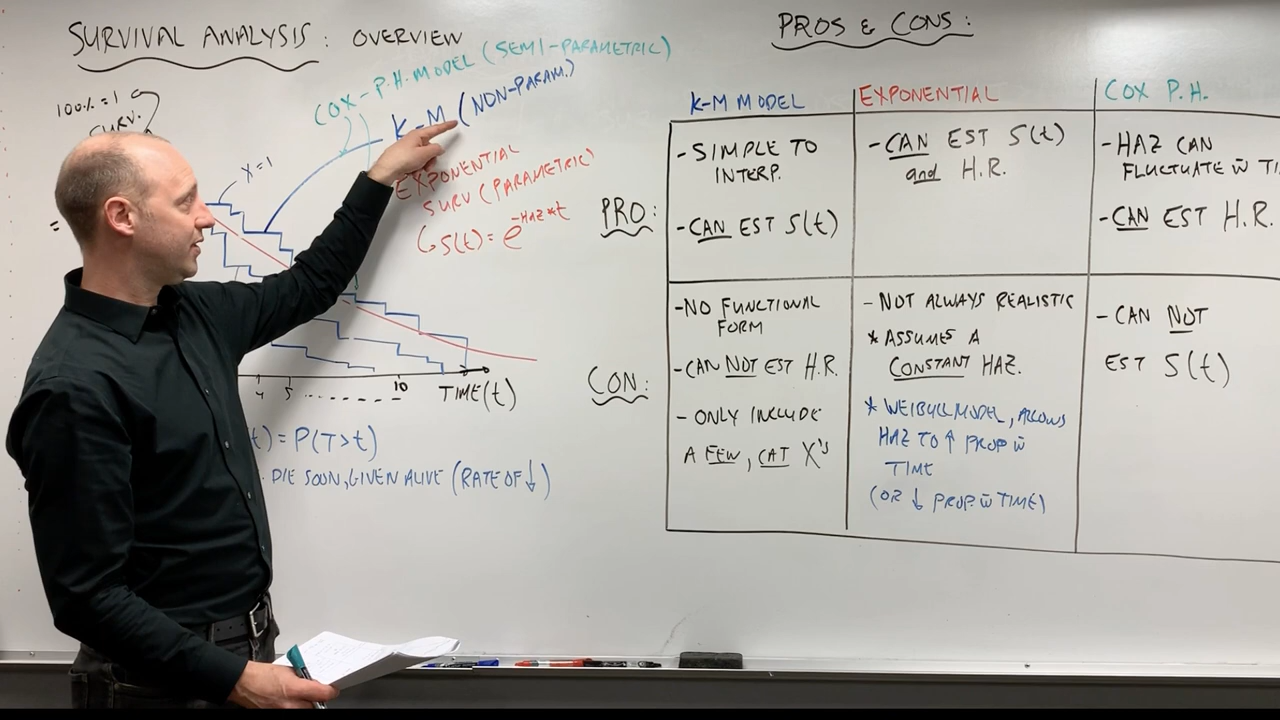 SURVIVAL ANALYSIS: OVERVIEW
COX-P.H. MODEL (SEMI-PARAMETRIC)
K-M (NON-PARAM.)
100% = 1
SURV.
X=1
EXPONENTIAL
SURV (PARAMETRIC)
S(t) = e^-HAZ*t
=
4 5 - - - - - - - 10 TIME(t)
t) = P(T>t)
DIE SOON, GIVEN ALIVE (RATE OF ↓)
PROS & CONS:
K-M MODEL
EXPONENTIAL
COX P.H.
PRO:
-SIMPLE TO
INTERP.
-CAN EST S(t)
-CAN EST S(t)
and H.R.
-HAZ CAN
FLUCTUATE w̄ TI
-CAN EST H.R.
CON:
-NO FUNCTIONAL
FORM
-CAN NOT EST H.R.
- ONLY INCLUDE
A FEW, CAT X's
- NOT ALWAYS REALISTIC
* ASSUMES A
CONSTANT HAZ.
* WEIBULL MODEL, ALLOWS
HAZ TO ↑ PROP w̄
TIME
(OR ↓ PROP. w̄ TIME)
- CAN NOT
EST S(t)